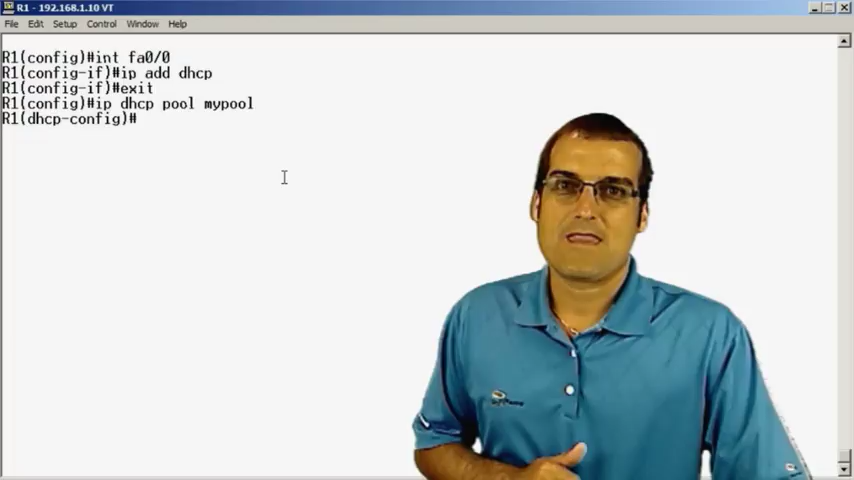 R1 - 192.168.1.10 VT
File Edit Setup Control Window Help
R1(config)#int fa0/0
R1(config-if)#ip add dhcp
R1(config-if)#exit
R1(config)#ip dhcp pool mypool
R1(dhcp-config)#